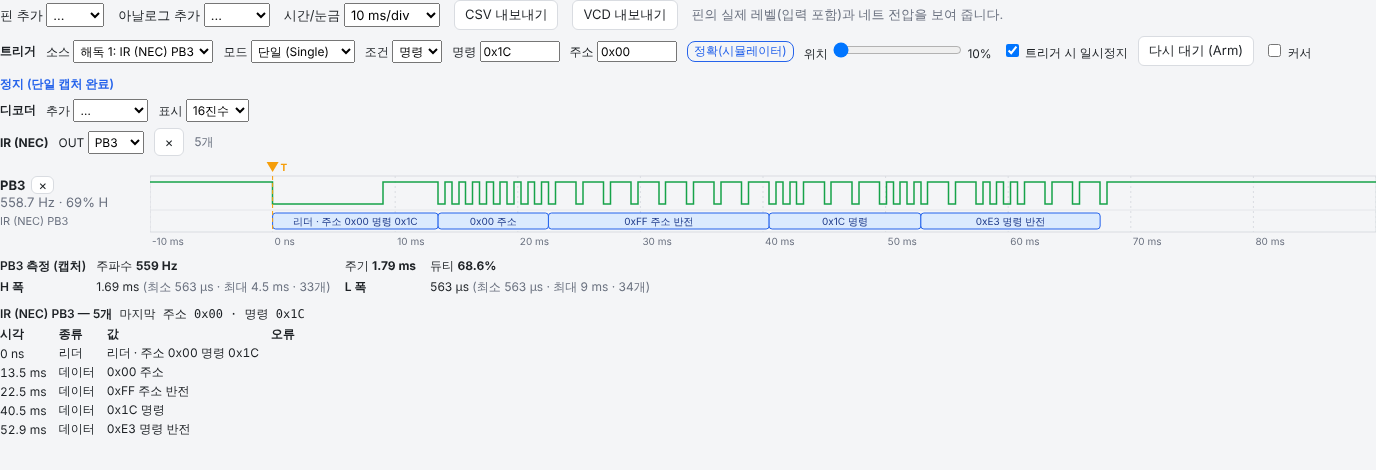 핀 추가 ... 아날로그 추가 ... 시간/눈금 10 ms/div CSV 내보내기 VCD 내보내기 핀의 실제 레벨(입력 포함)과 네트 전압을 보여 줍니다.
트리거 소스 해독 1: IR (NEC) PB3 모드 단일 (Single) 조건 명령 명령 0x1C 주소 0x00 정확(시뮬레이터) 위치 10% 트리거 시 일시정지 다시 대기 (Arm) 커서
정지 (단일 캡처 완료)
디코더 추가 ... 표시 16진수
IR (NEC) OUT PB3 × 5개
T
PB3 ×
558.7 Hz · 69% H
IR (NEC) PB3 리더 · 주소 0x00 명령 0x1C 0x00 주소 0xFF 주소 반전 0x1C 명령 0xE3 명령 반전
-10 ms 0 ns 10 ms 20 ms 30 ms 40 ms 50 ms 60 ms 70 ms 80 ms
PB3 측정 (캡처) 주파수 559 Hz 주기 1.79 ms 듀티 68.6%
H 폭 1.69 ms (최소 563 µs · 최대 4.5 ms · 33개) L 폭 563 µs (최소 563 µs · 최대 9 ms · 34개)
IR (NEC) PB3 — 5개 마지막 주소 0x00 · 명령 0x1C
시각 종류 값 오류
0 ns 리더 리더 · 주소 0x00 명령 0x1C
13.5 ms 데이터 0x00 주소
22.5 ms 데이터 0xFF 주소 반전
40.5 ms 데이터 0x1C 명령
52.9 ms 데이터 0xE3 명령 반전